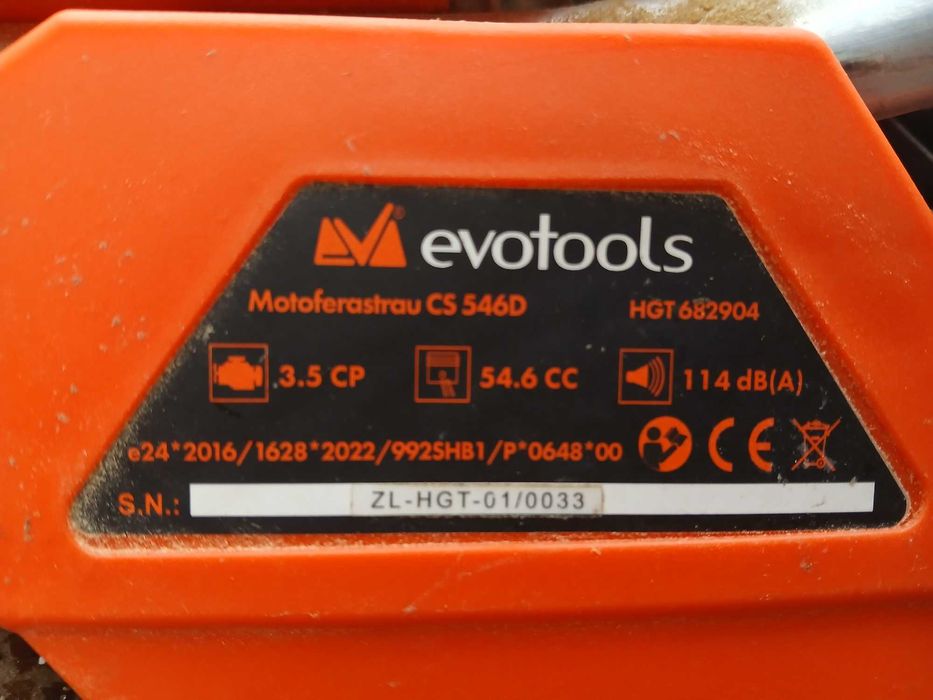 evotools
Motoferastrau CS 546D HGT 682904
3.5 CP 54.6 CC 114 dB(A)
e24*2016/1628*2022/992SHB1/P*0648*00 CE
S.N.: ZL-HGT-01/0033